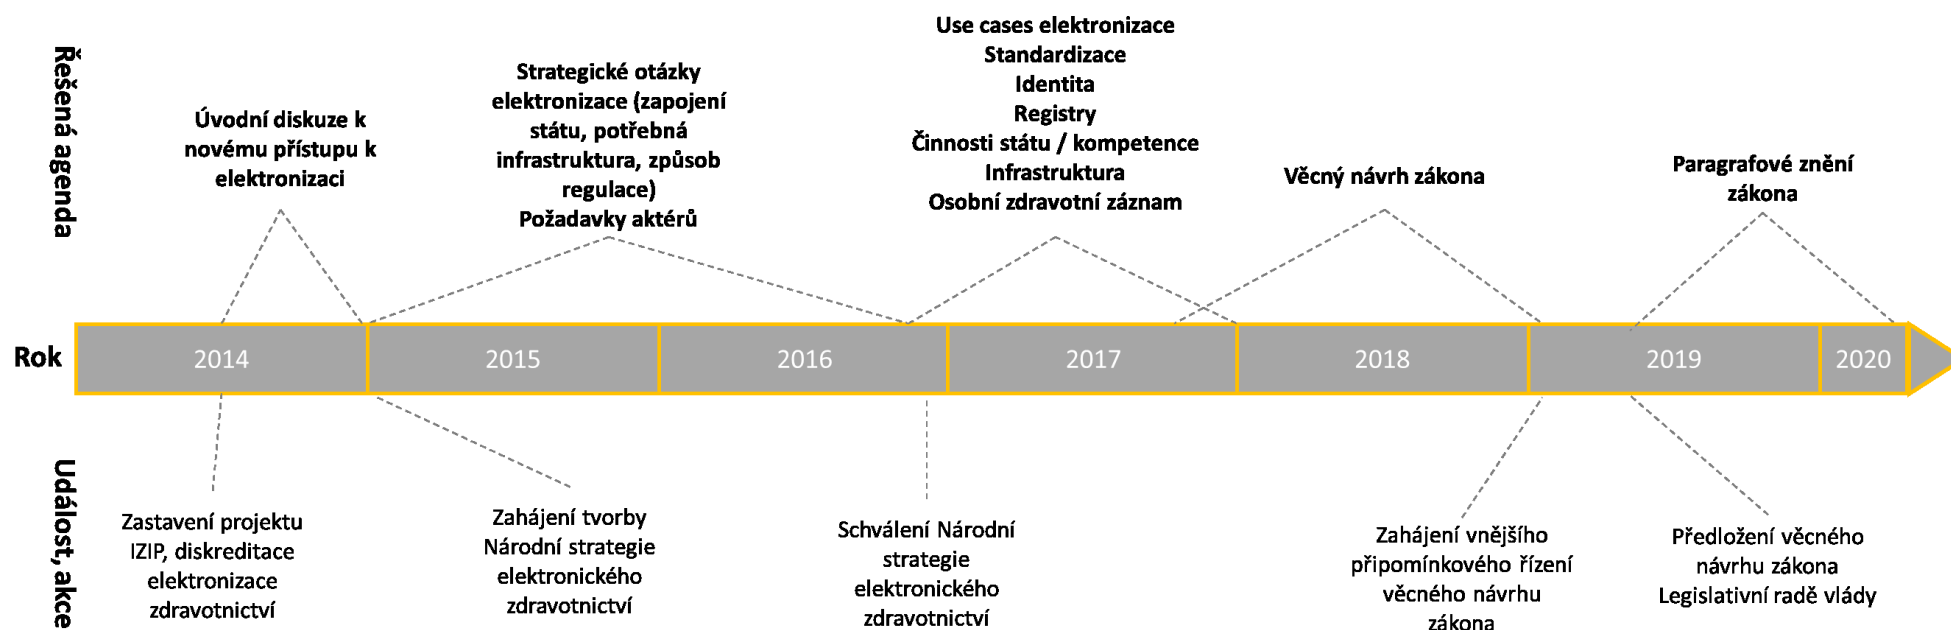 Řešená agenda
Úvodní diskuze k
novému přístupu k
elektronizaci
Strategické otázky
elektronizace (zapojení
státu, potřebná
infrastruktura, způsob
regulace)
Požadavky aktérů
Use cases elektronizace
Standardizace
Identita
Registry
Činnosti státu / kompetence
Infrastruktura
Osobní zdravotní záznam
Věcný návrh zákona
Paragrafové znění
zákona
Rok
2014
2015
2016
2017
2018
2019
2020
Událost, akce
Zastavení projektu
IZIP, diskreditace
elektronizace
zdravotnictví
Zahájení tvorby
Národní strategie
elektronického
zdravotnictví
Schválení Národní
strategie
elektronického
zdravotnictví
Zahájení vnějšího
připomínkového řízení
věcného návrhu
zákona
Předložení věcného
návrhu zákona
Legislativní radě vlády